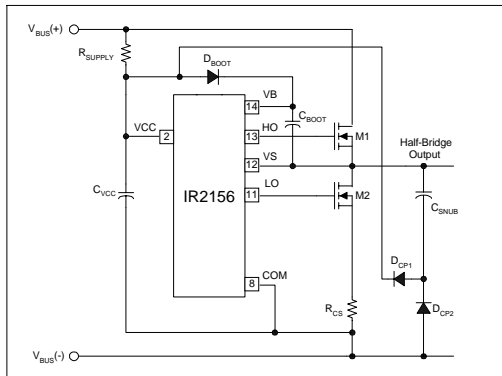 VBUS(+)
RSUPPLY
DBOOT
VB
14
CBOOT
VCC
2
HO
13
M1
Half-Bridge
Output
VS
12
LO
11
M2
CVCC
IR2156
CSNUB
DCP1
COM
8
RCS
DCP2
VBUS(-)